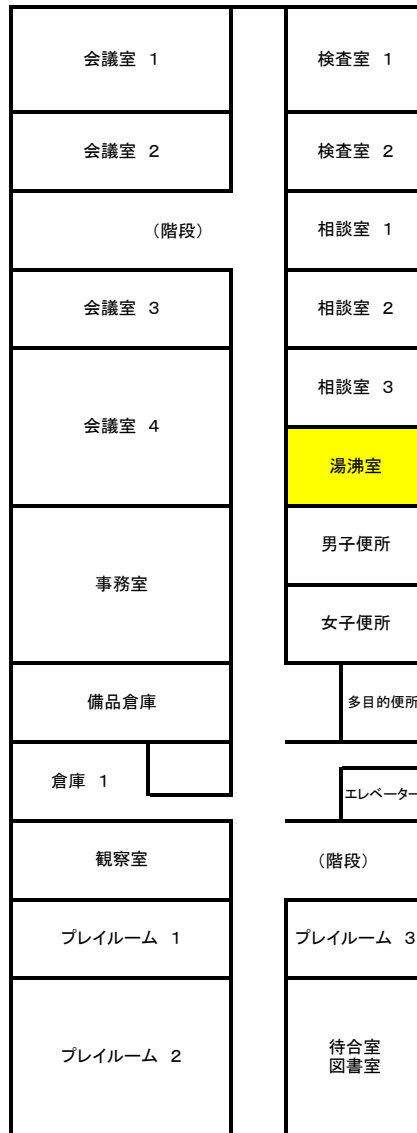 会議室 1
検査室 1
会議室 2
検査室 2
(階段)
相談室 1
会議室 3
相談室 2
会議室 4
相談室 3
湯沸室
事務室
男子便所
女子便所
備品倉庫
多目的便所
倉庫 1
エレベーター
観察室
(階段)
プレイルーム 1
プレイルーム 3
プレイルーム 2
待合室
図書室